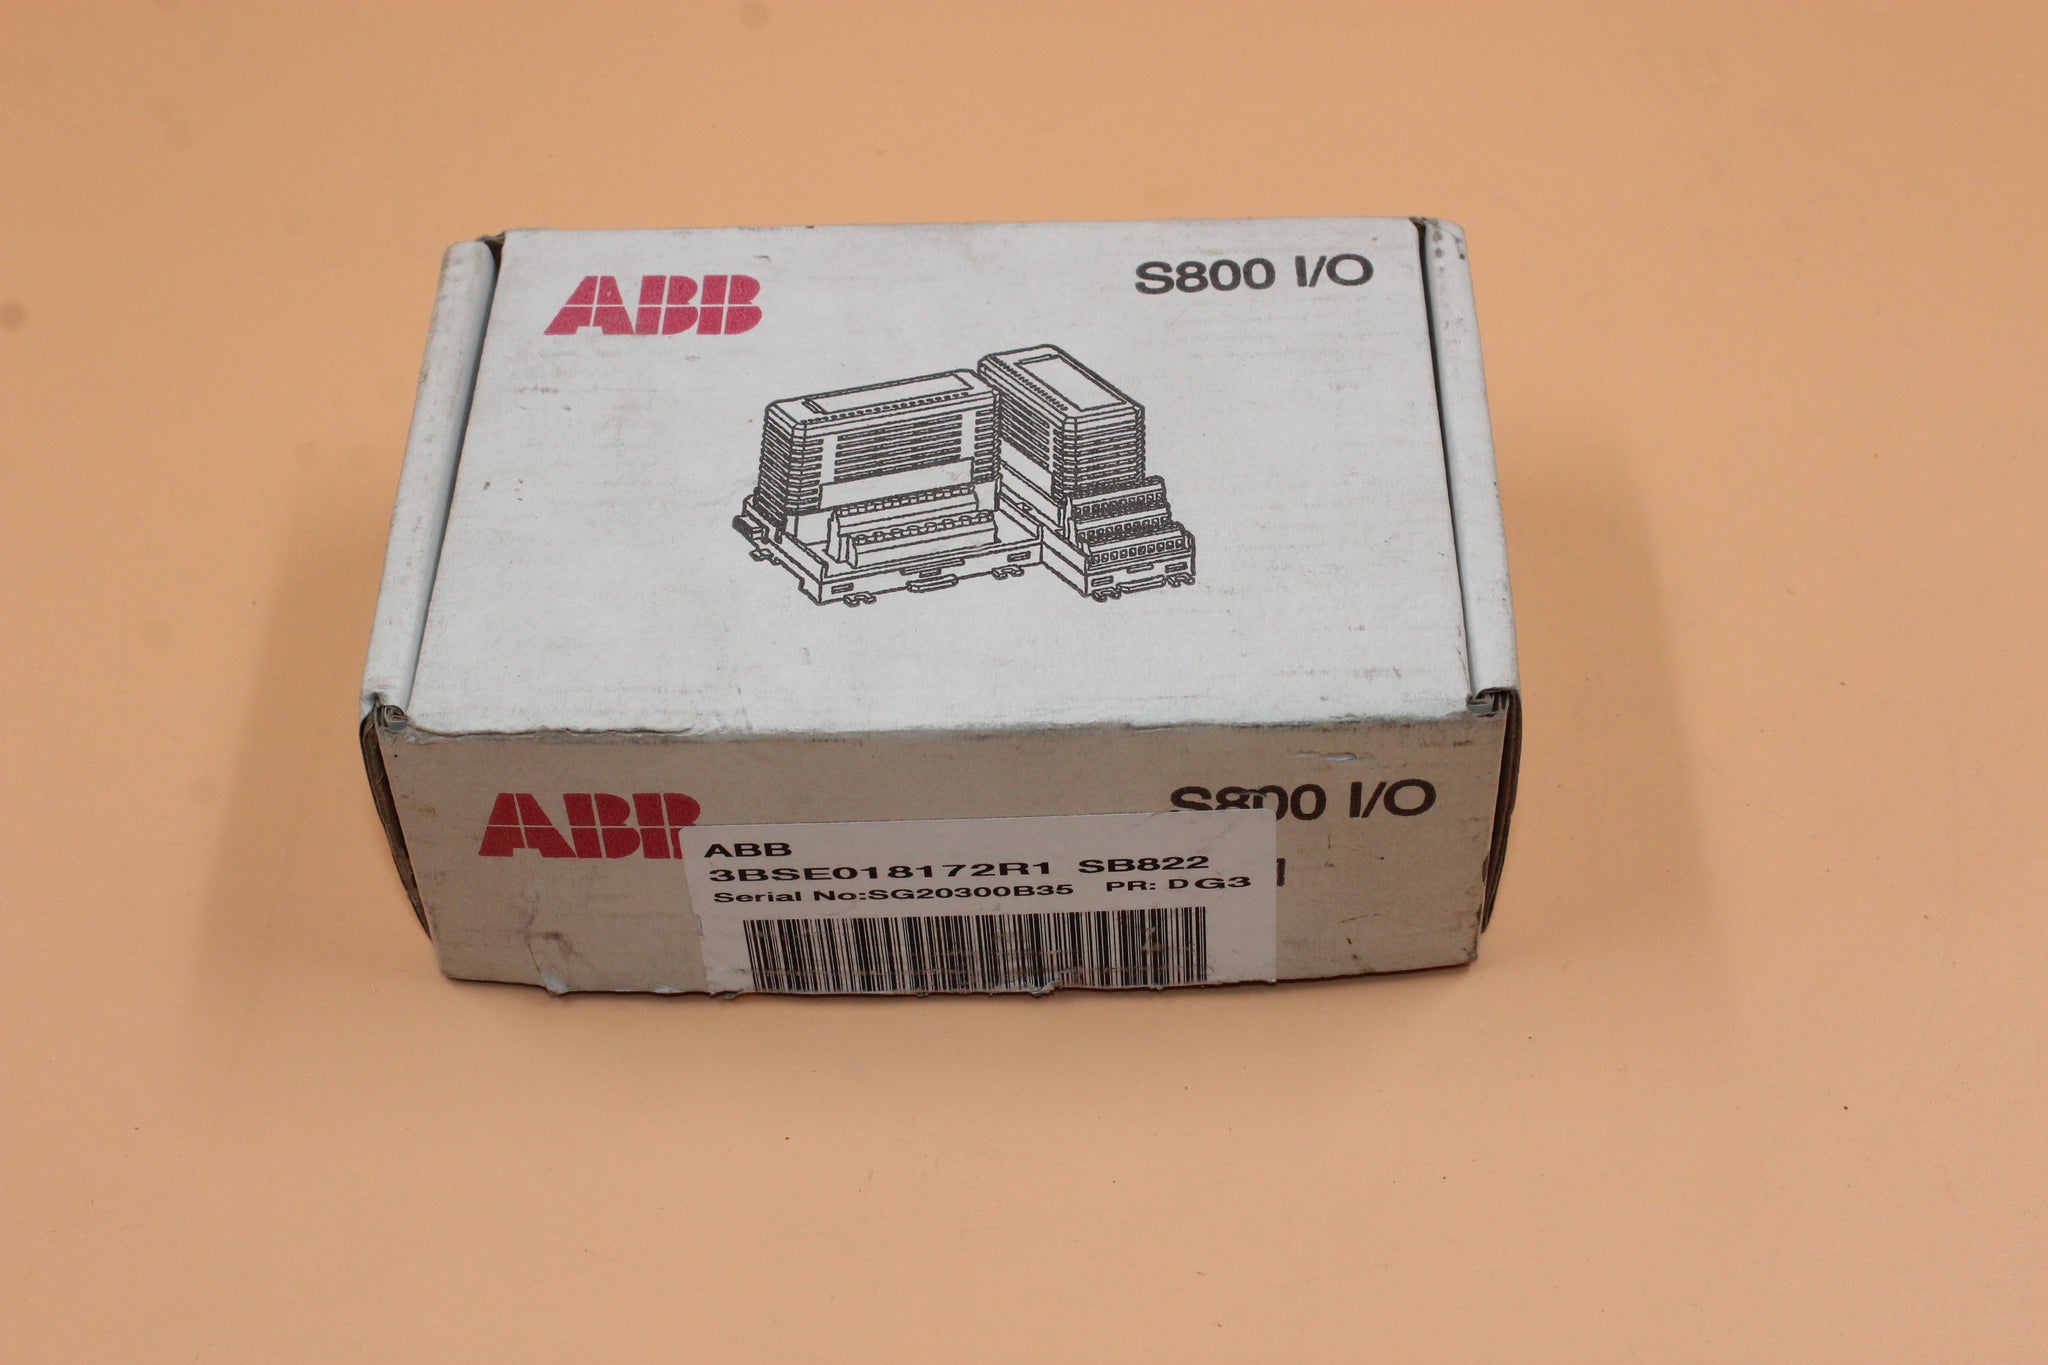 ABB
S800 I/O
ABB
S800 I/O
ABB
3BSE018172R1 SB822
Serial No:SG20300B35 PR: D G3